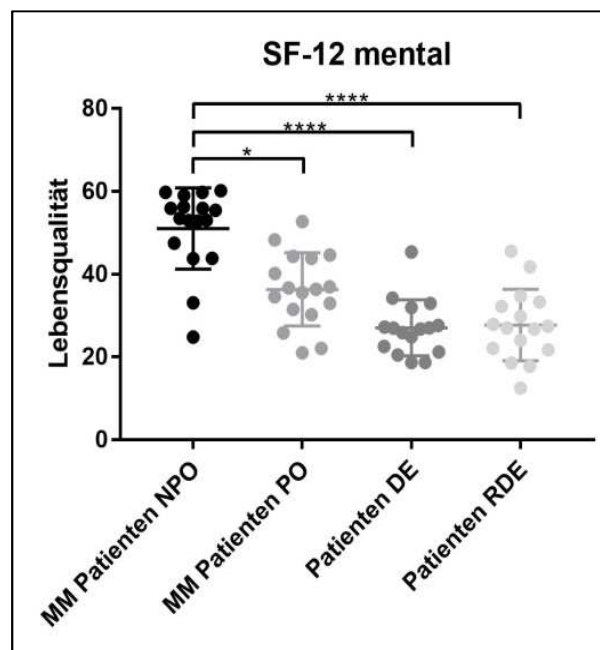 SF-12 mental
****
****
*
Lebensqualität
80
60
40
20
0
MM Patienten NPO
MM Patienten PO
Patienten DE
Patienten RDE